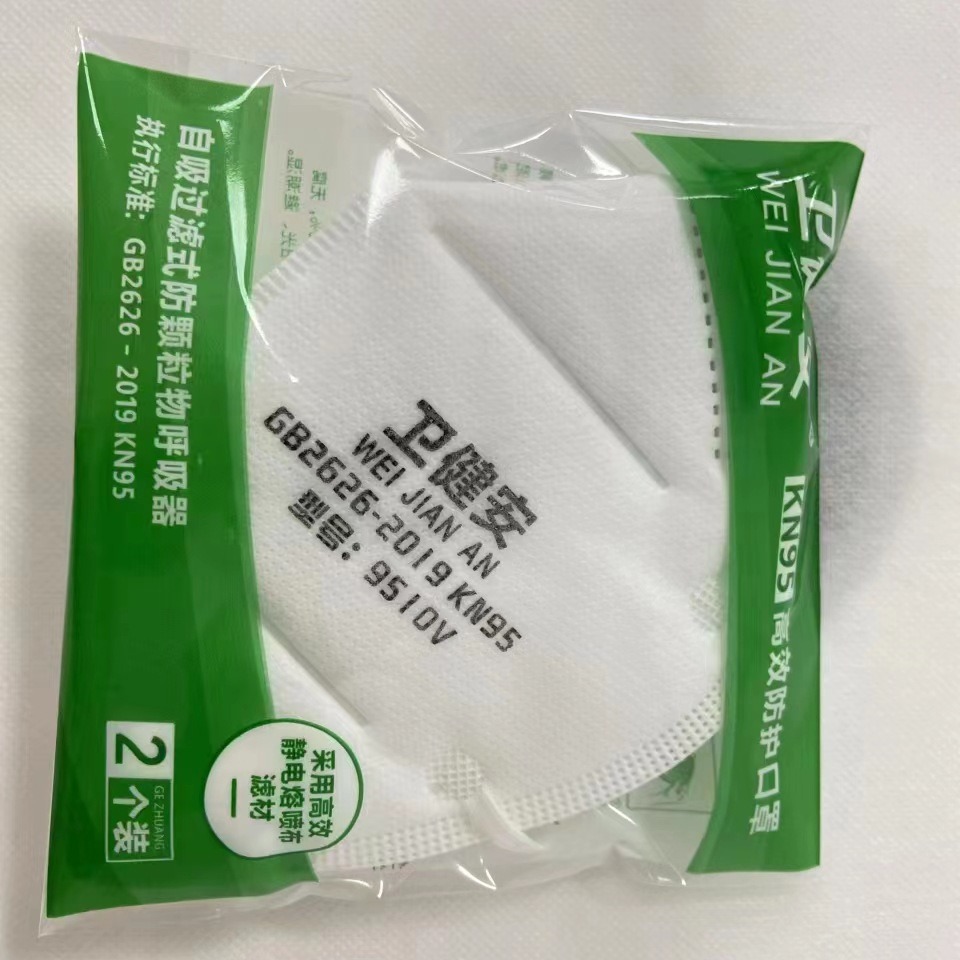 卫健安
WEI JIAN AN
KN95 高效防护口罩
卫健安
WEI JIAN AN
GB2626-2019 KN95
型号：9510V
自吸过滤式防颗粒物呼吸器
执行标准：GB2626-2019 KN95
采用高效
静电熔喷布
滤材
2个装
GE ZHUANG